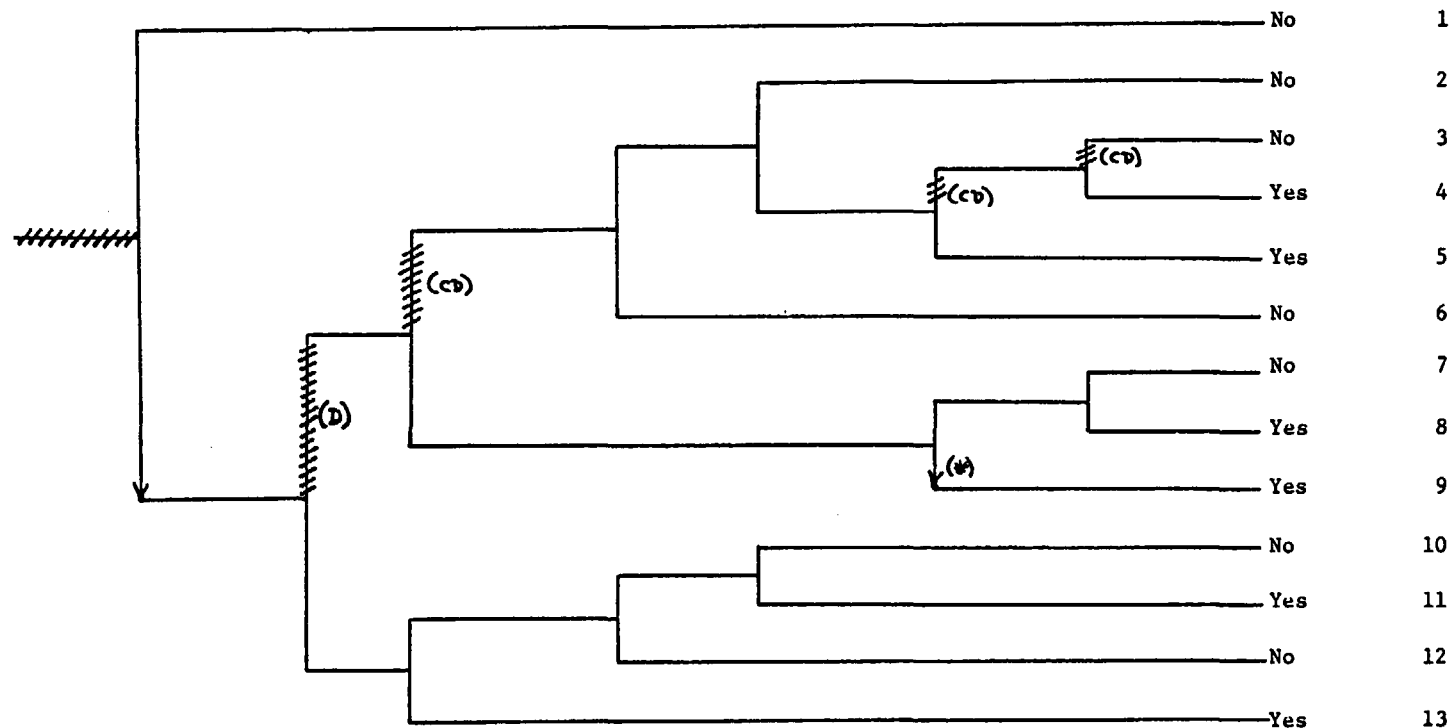 No 1
No 2
No 3
(CD)
(CD)
Yes 4
Yes 5
(CD)
No 6
No 7
(D)
Yes 8
(*)
Yes 9
No 10
Yes 11
No 12
Yes 13